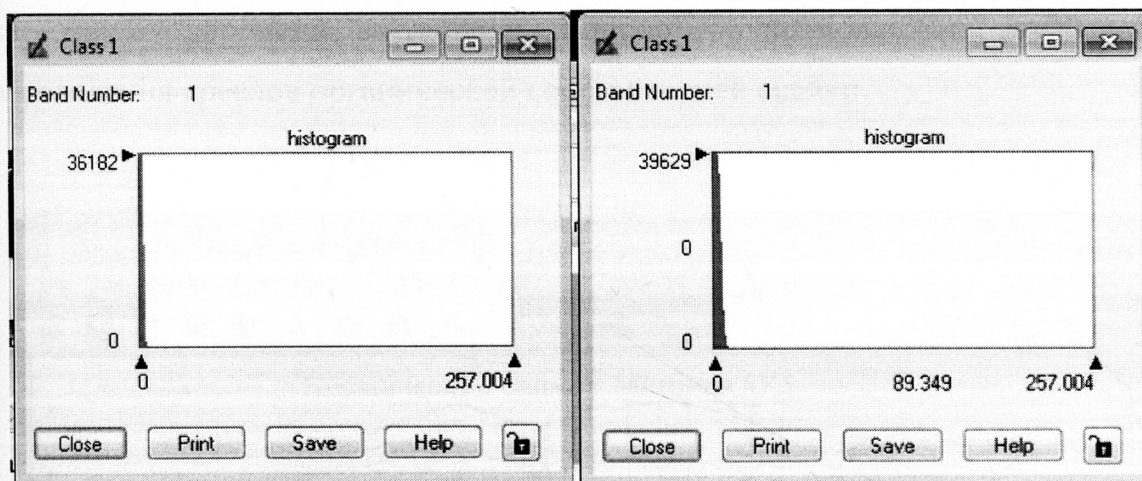 Class 1
Band Number: 1
histogram
36182
0
0 257.004
Close Print Save Help
Class 1
Band Number: 1
histogram
39629
0
0
0 89.349 257.004
Close Print Save Help